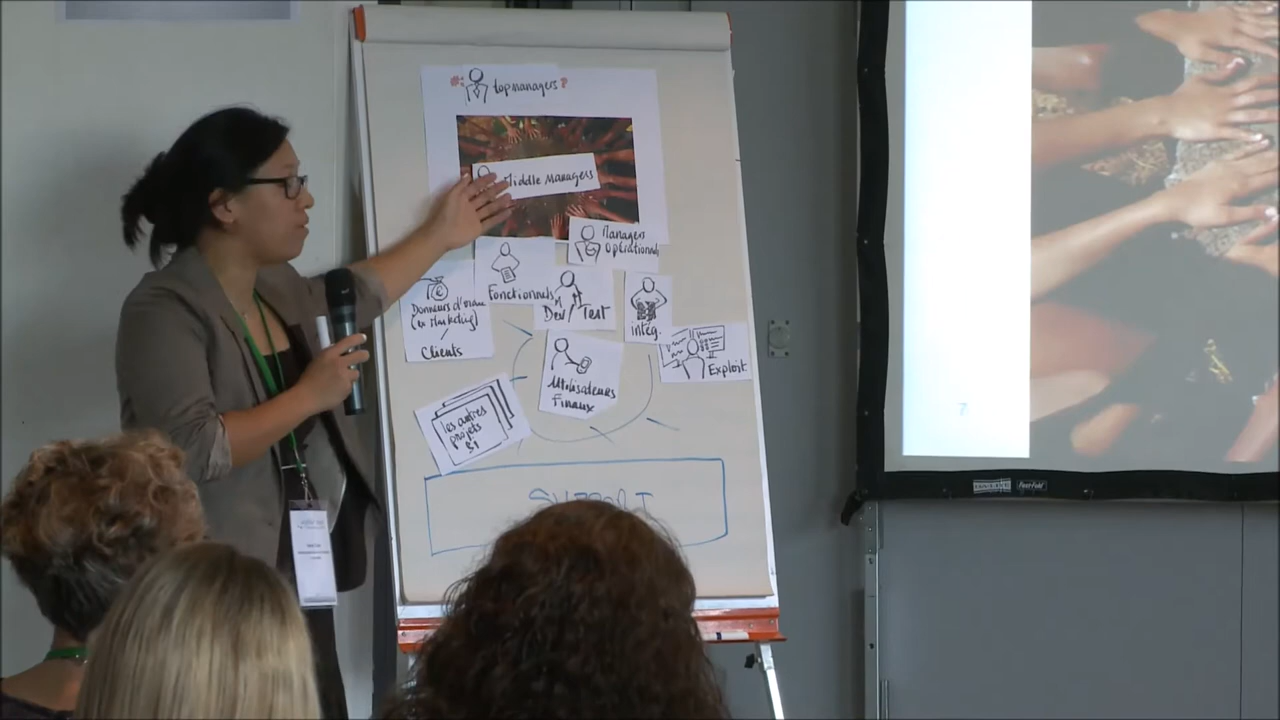 topmanagers ?
Middle Managers
Managers
Opérationnels
Fonctionnels
Dev / Test
integ.
Donneurs d'
Clients
Exploit
Utilisateurs
Finaux
les autres
projets
SI
SUPPORT
7